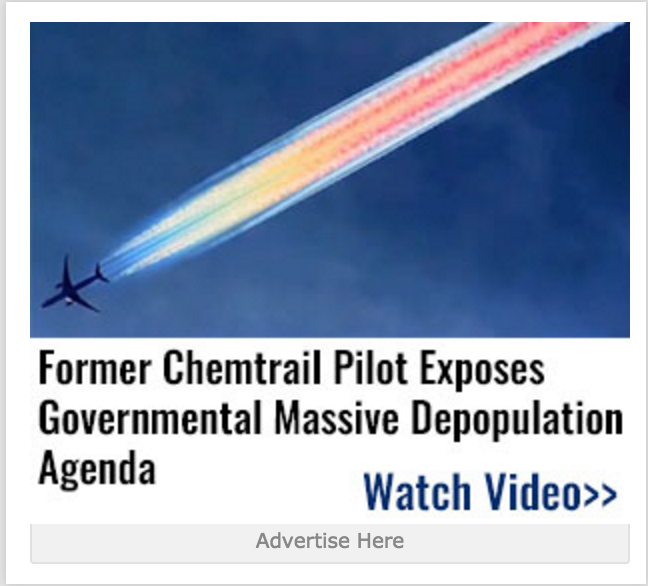 Former Chemtrail Pilot Exposes
Governmental Massive Depopulation
Agenda
Watch Video>>
Advertise Here